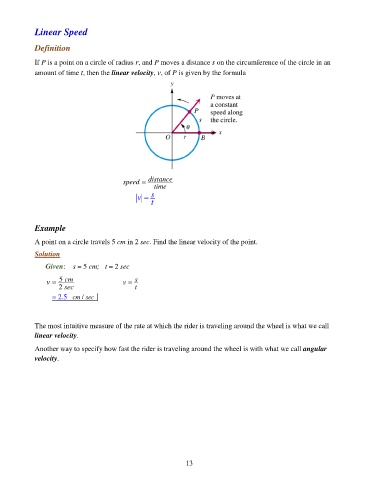 Linear Speed
Definition
If P is a point on a circle of radius r, and P moves a distance s on the circumference of the circle in an
amount of time t, then the linear velocity, v, of P is given by the formula
y
P moves at
a constant
speed along
the circle.
P
s
θ
x
O r B
speed = distance / time
|v| = s / t
Example
A point on a circle travels 5 cm in 2 sec. Find the linear velocity of the point.
Solution
Given: s = 5 cm; t = 2 sec
v = 5 cm / 2 sec v = s / t
= 2.5 cm / sec
The most intuitive measure of the rate at which the rider is traveling around the wheel is what we call
linear velocity.
Another way to specify how fast the rider is traveling around the wheel is with what we call angular
velocity.
13